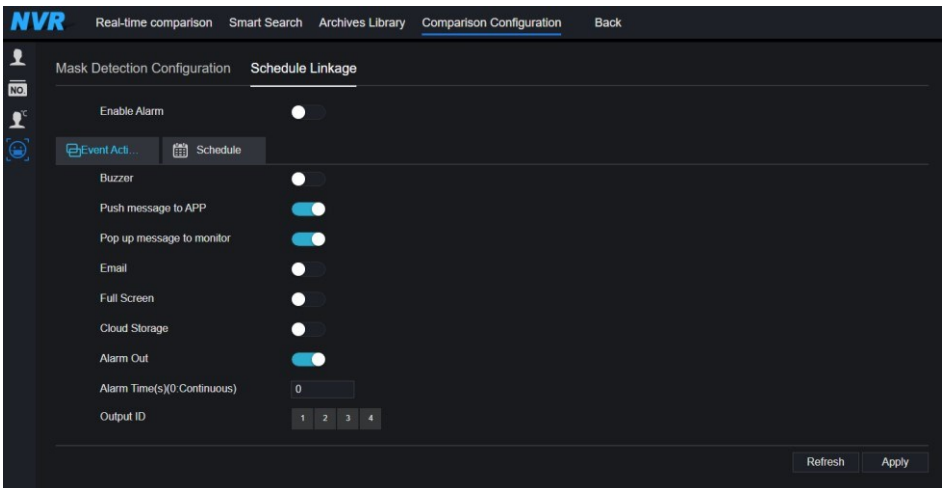 NVR Real-time comparison Smart Search Archives Library Comparison Configuration Back
Mask Detection Configuration Schedule Linkage
NO.
°C
Enable Alarm
Event Acti... Schedule
Buzzer
Push message to APP
Pop up message to monitor
Email
Full Screen
Cloud Storage
Alarm Out
Alarm Time(s)(0:Continuous) 0
Output ID 1 2 3 4
Refresh Apply